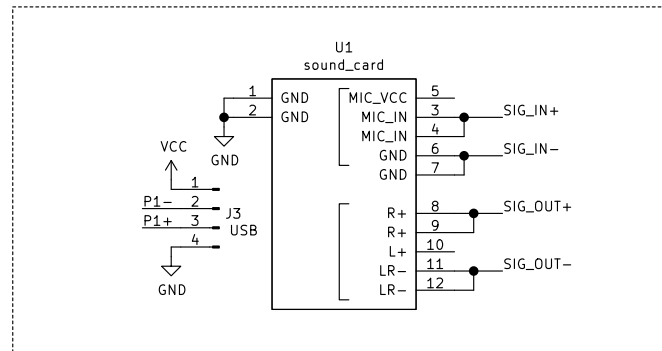 U1
sound_card
1 GND MIC_VCC 5
2 GND MIC_IN 3 SIG_IN+
MIC_IN 4
GND 6 SIG_IN-
GND 7
GND
VCC
1
P1- 2
P1+ 3
4
J3
USB
GND
R+ 8 SIG_OUT+
R+ 9
L+ 10
LR- 11 SIG_OUT-
LR- 12